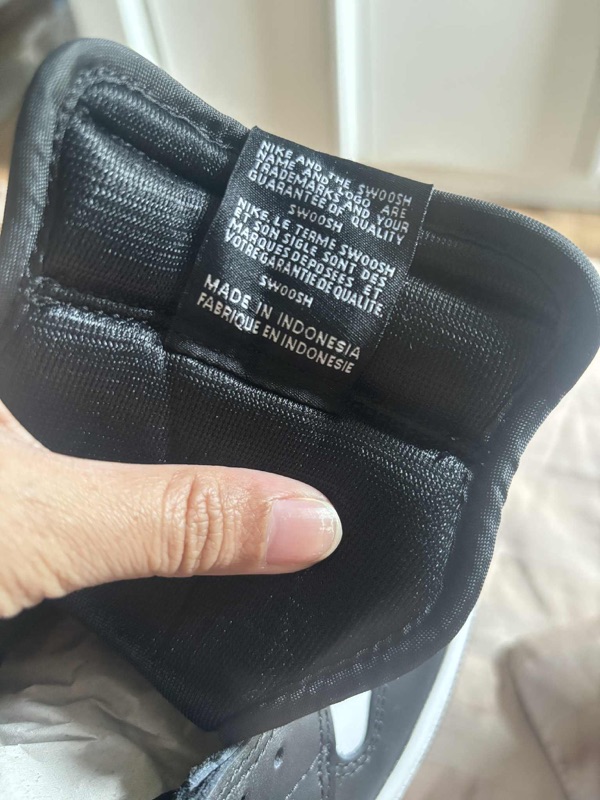 NIKE AND THE SWOOSH
NAME AND LOGO ARE
TRADEMARKS AND YOUR
GUARANTEE OF QUALITY
SWOOSH
NIKE, LE TERME SWOOSH
ET SON SIGLE SONT DES
MARQUES DEPOSÉES ET
VOTRE GARANTIE DE QUALITE.
SWOOSH
MADE IN INDONESIA
FABRIQUE EN INDONESIE